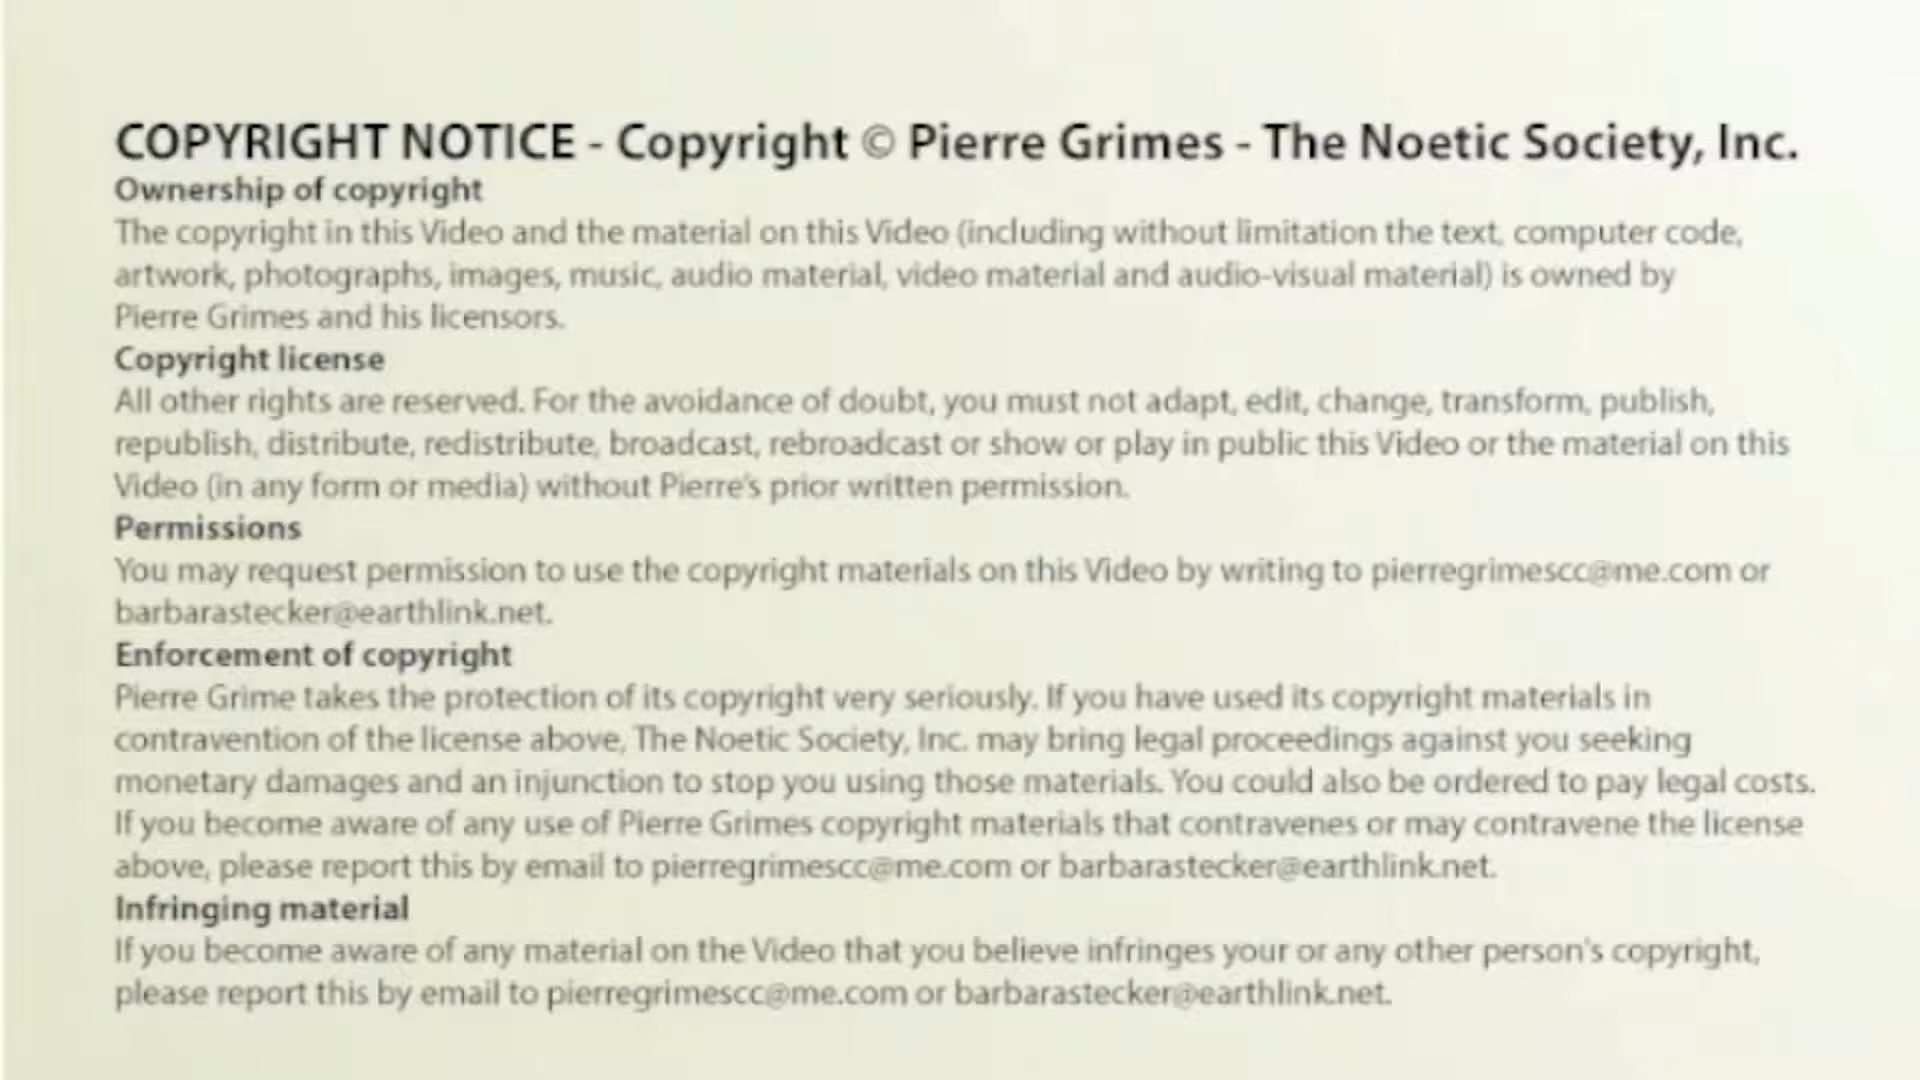 COPYRIGHT NOTICE - Copyright © Pierre Grimes - The Noetic Society, Inc.
Ownership of copyright
The copyright in this Video and the material on this Video (including without limitation the text, computer code,
artwork, photographs, images, music, audio material, video material and audio-visual material) is owned by
Pierre Grimes and his licensors.
Copyright license
All other rights are reserved. For the avoidance of doubt, you must not adapt, edit, change, transform, publish,
republish, distribute, redistribute, broadcast, rebroadcast or show or play in public this Video or the material on this
Video (in any form or media) without Pierre's prior written permission.
Permissions
You may request permission to use the copyright materials on this Video by writing to pierregrimescc@me.com or
barbarastecker@earthlink.net.
Enforcement of copyright
Pierre Grime takes the protection of its copyright very seriously. If you have used its copyright materials in
contravention of the license above, The Noetic Society, Inc. may bring legal proceedings against you seeking
monetary damages and an injunction to stop you using those materials. You could also be ordered to pay legal costs.
If you become aware of any use of Pierre Grimes copyright materials that contravenes or may contravene the license
above, please report this by email to pierregrimescc@me.com or barbarastecker@earthlink.net.
Infringing material
If you become aware of any material on the Video that you believe infringes your or any other person's copyright,
please report this by email to pierregrimescc@me.com or barbarastecker@earthlink.net.